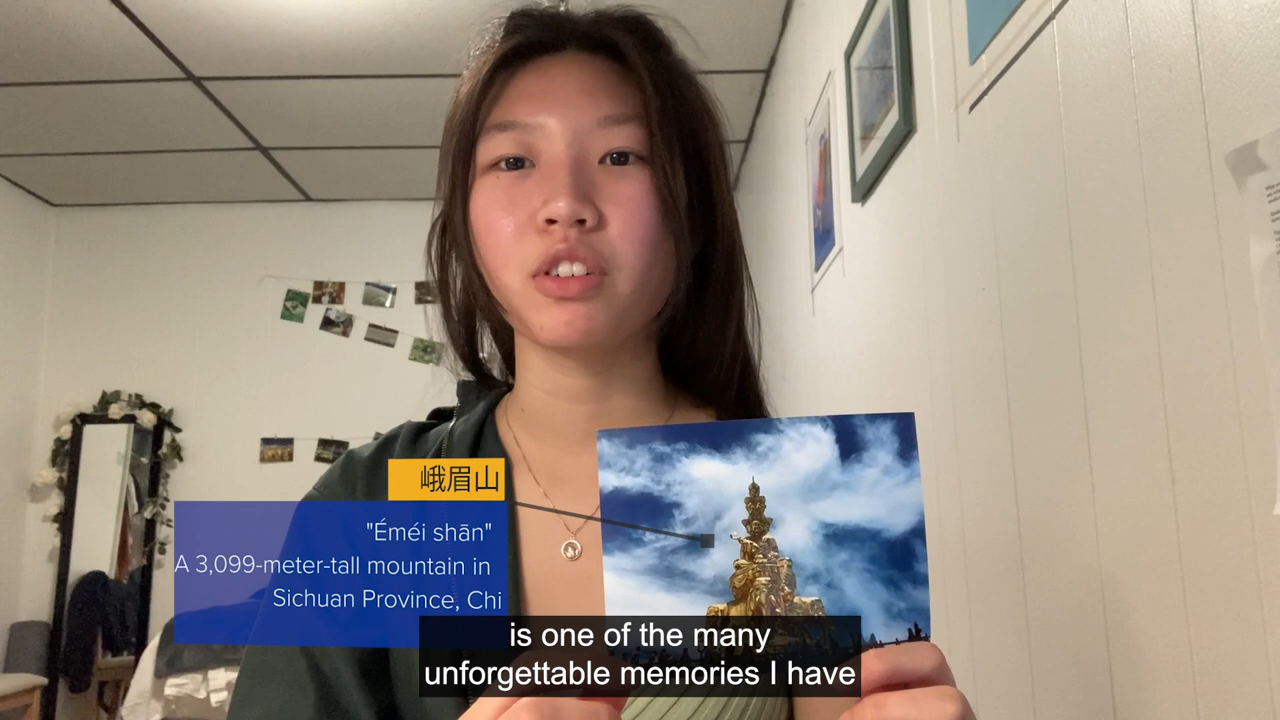 峨眉山
"Éméi shān"
A 3,099-meter-tall mountain in
Sichuan Province, Chi
is one of the many
unforgettable memories I have